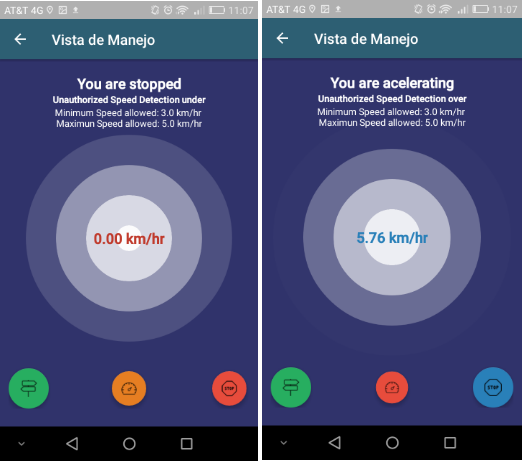 AT&T 4G 11:07
Vista de Manejo
You are stopped
Unauthorized Speed Detection under
Minimum Speed allowed: 3.0 km/hr
Maximun Speed allowed: 5.0 km/hr
0.00 km/hr
STOP
AT&T 4G 11:07
Vista de Manejo
You are acelerating
Unauthorized Speed Detection over
Minimum Speed allowed: 3.0 km/hr
Maximun Speed allowed: 5.0 km/hr
5.76 km/hr
STOP